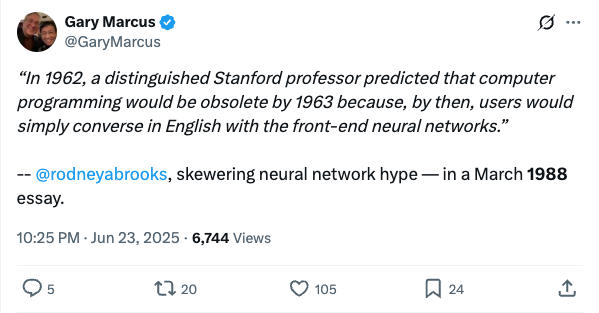 Gary Marcus
@GaryMarcus
“In 1962, a distinguished Stanford professor predicted that computer
programming would be obsolete by 1963 because, by then, users would
simply converse in English with the front-end neural networks.”
-- @rodneyabrooks, skewering neural network hype — in a March 1988
essay.
10:25 PM · Jun 23, 2025 · 6,744 Views
5 20 105 24